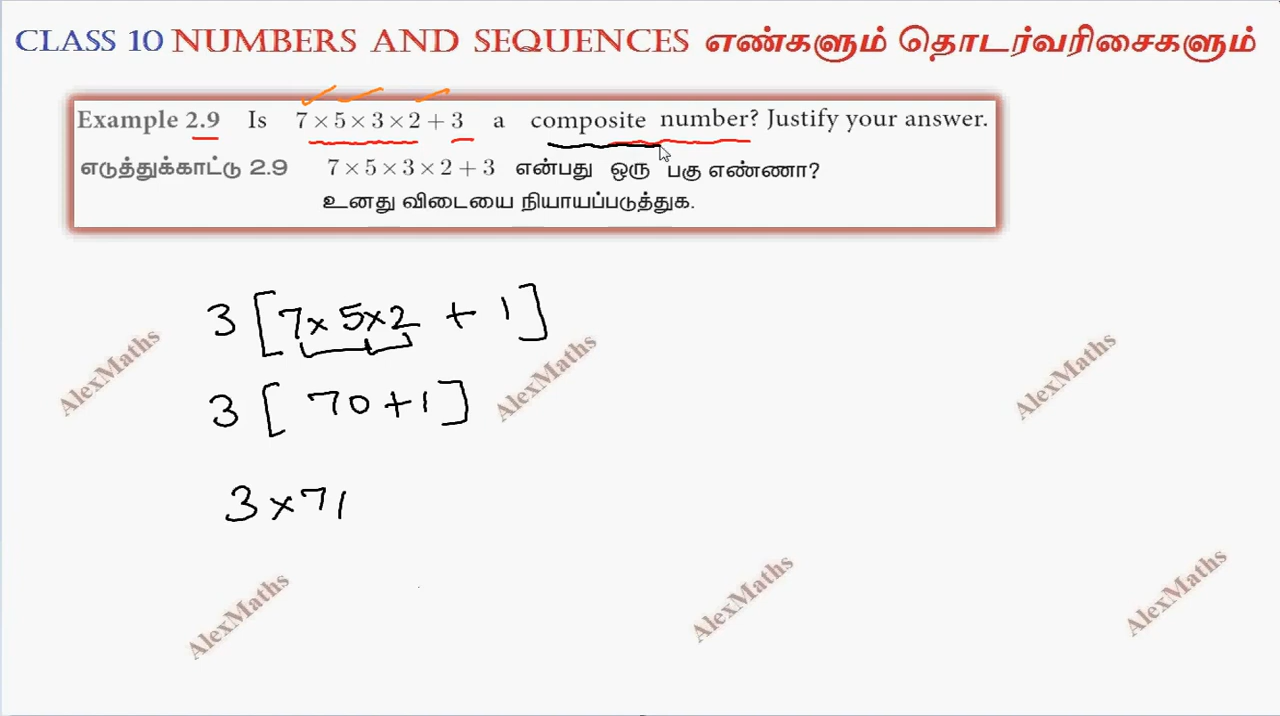 CLASS 10 NUMBERS AND SEQUENCES எண்களும் தொடர்வரிசைகளும்
Example 2.9 Is 7 × 5 × 3 × 2 + 3 a composite number? Justify your answer.
எடுத்துக்காட்டு 2.9 7 × 5 × 3 × 2 + 3 என்பது ஒரு பகு எண்ணா?
உனது விடையை நியாயப்படுத்துக.
3 [7 × 5 × 2 + 1]
AlexMaths
AlexMaths
AlexMaths
3 [ 70 + 1 ]
3 × 71
AlexMaths
AlexMaths
AlexMaths